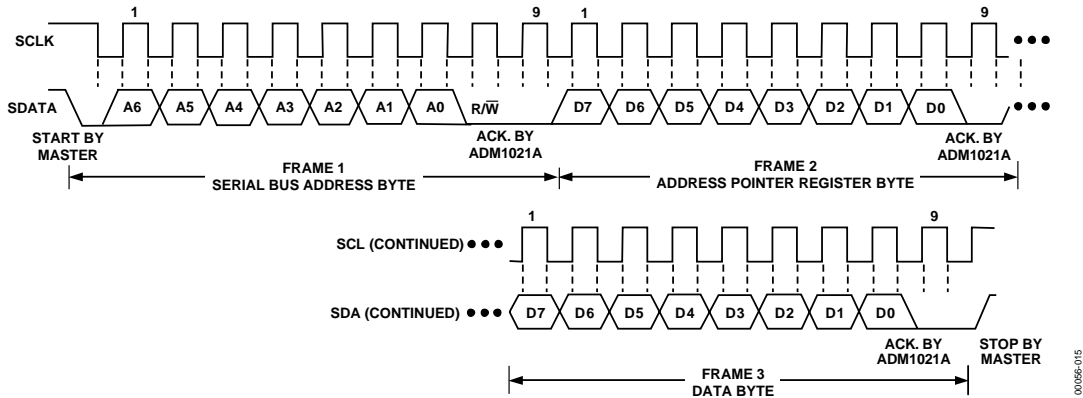 1 9 1 9
SCLK
SDATA A6 A5 A4 A3 A2 A1 A0 R/W̅ D7 D6 D5 D4 D3 D2 D1 D0
START BY MASTER
ACK. BY ADM1021A
ACK. BY ADM1021A
FRAME 1
SERIAL BUS ADDRESS BYTE
FRAME 2
ADDRESS POINTER REGISTER BYTE
1 9
SCL (CONTINUED)
SDA (CONTINUED) D7 D6 D5 D4 D3 D2 D1 D0
ACK. BY ADM1021A
STOP BY MASTER
FRAME 3
DATA BYTE
00056-015